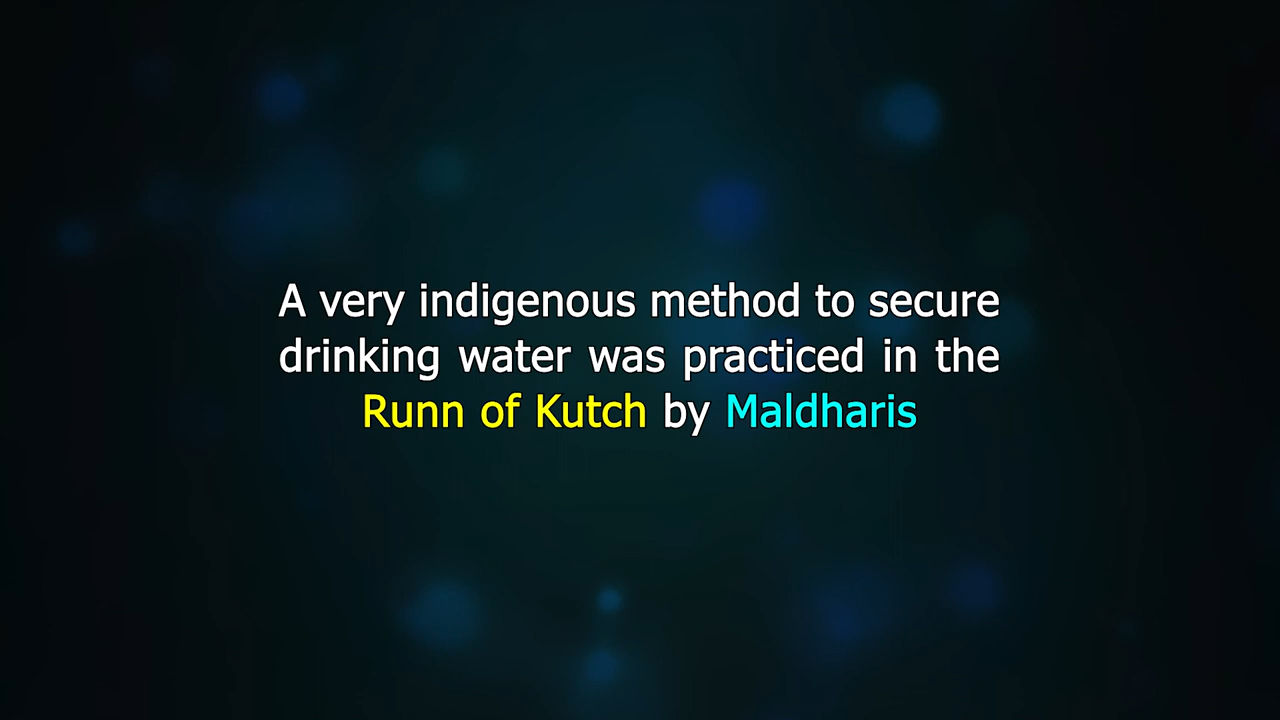 A very indigenous method to secure
drinking water was practiced in the
Runn of Kutch by Maldharis